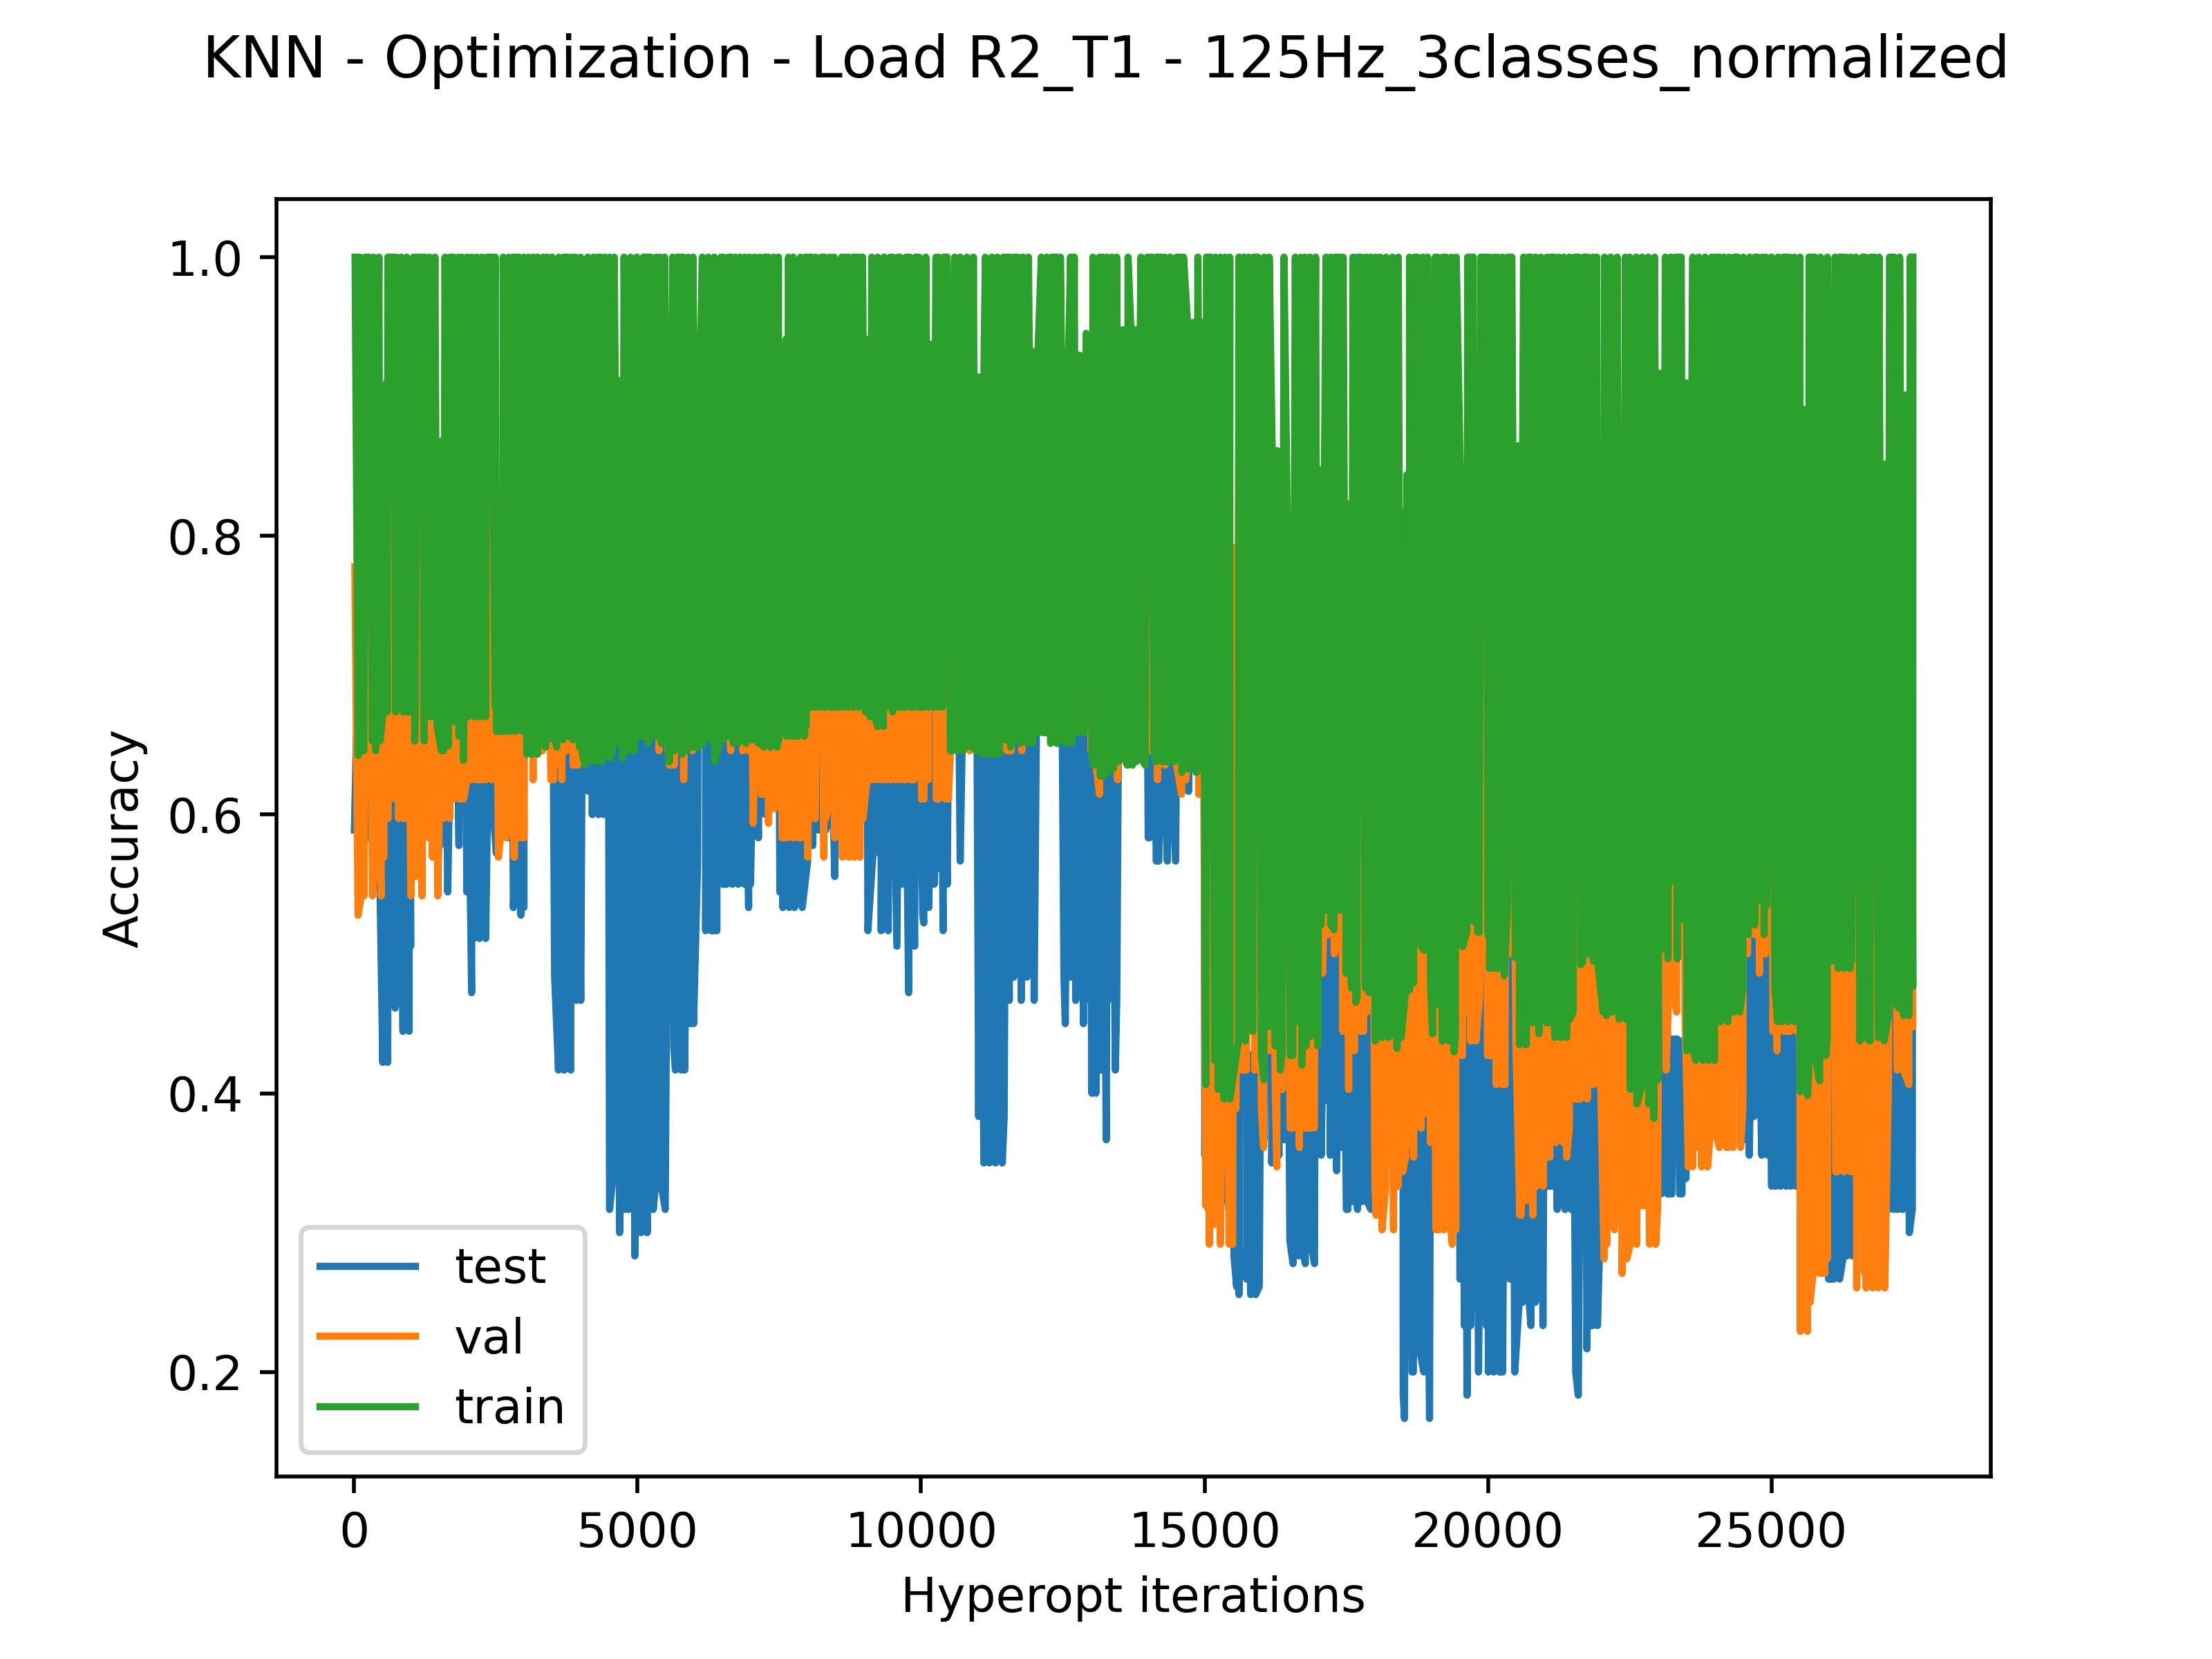 KNN - Optimization - Load R2_T1 - 125Hz_3classes_normalized
1.0
0.8
0.6
0.4
0.2
Accuracy
test
val
train
0 5000 10000 15000 20000 25000
Hyperopt iterations